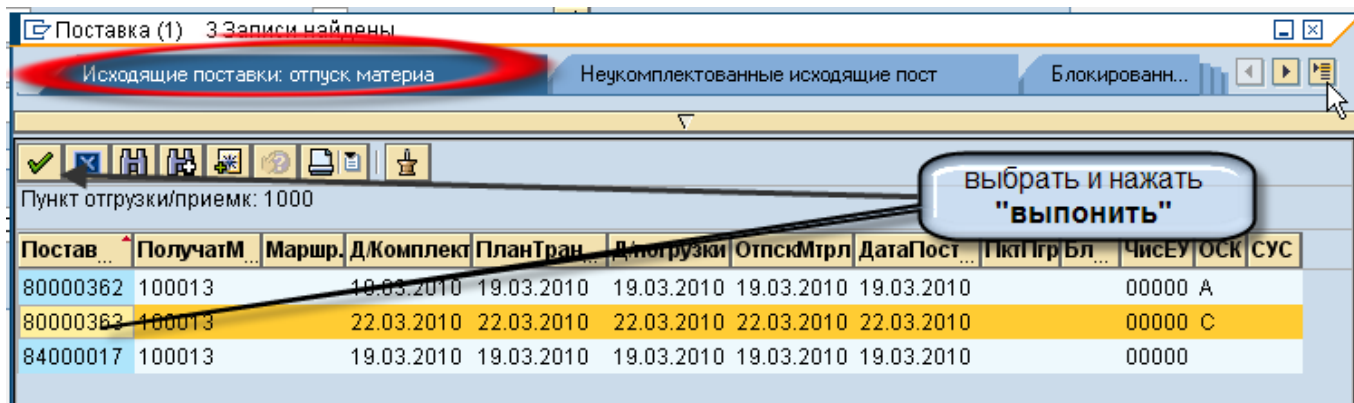 Поставка (1) 3 Записи найдены
Исходящие поставки: отпуск материа Неукомплектованные исходящие пост Блокированн...
выбрать и нажать
"выпонить"
Пункт отгрузки/приемк: 1000
Постав... ПолучатМ... Маршр. Д/Комплект ПланТран... Д/погрузки ОтпскМтрл ДатаПост... ПктПгр Бл... ЧисЕУ ОСК СУС
80000362 100013 18.03.2010 19.03.2010 19.03.2010 19.03.2010 19.03.2010 00000 A
80000363 100013 22.03.2010 22.03.2010 22.03.2010 22.03.2010 22.03.2010 00000 C
84000017 100013 19.03.2010 19.03.2010 19.03.2010 19.03.2010 19.03.2010 00000